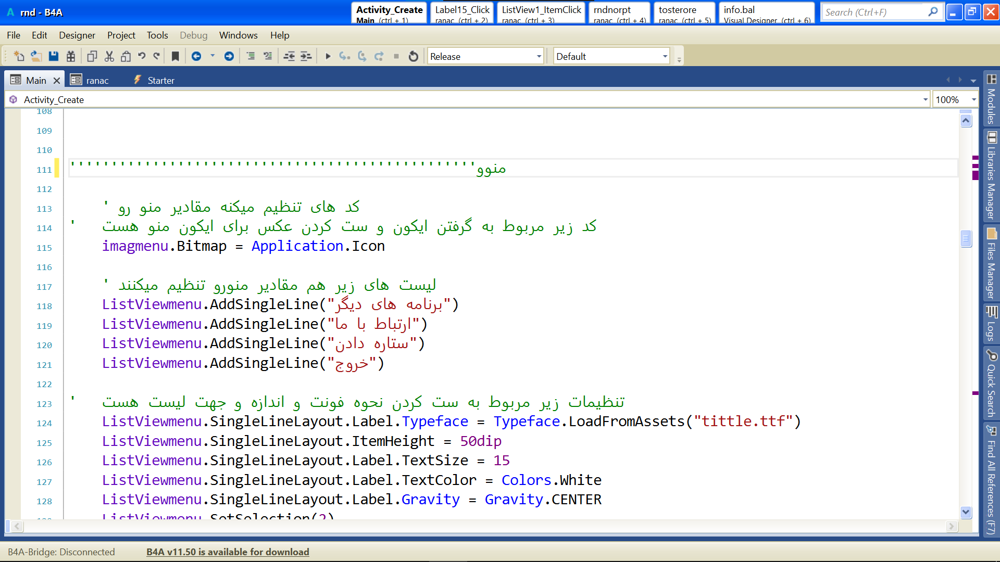 rnd - B4A
Activity_Create
Main (ctrl + 1)
Label15_Click
ranac (ctrl + 2)
ListView1_ItemClick
ranac (ctrl + 3)
rndnorpt
ranac (ctrl + 4)
tosterore
ranac (ctrl + 5)
info.bal
Visual Designer (ctrl + 6)
Search (Ctrl+F)
File Edit Designer Project Tools Debug Windows Help
Release
Default
Main
ranac
Starter
Activity_Create
100%
108
109
110
111 '''''''''''''''''''''''''''''''''''''''''''''''''منوو
112
113 ' کد های تنظیم میکنه مقادیر منو رو
114 ' کد زیر مربوط به گرفتن ایکون و ست کردن عکس برای ایکون منو هست
115 imagmenu.Bitmap = Application.Icon
116
117 ' لیست های زیر هم مقادیر منورو تنظیم میکنند
118 ListViewmenu.AddSingleLine("برنامه های دیگر")
119 ListViewmenu.AddSingleLine("ارتباط با ما")
120 ListViewmenu.AddSingleLine("ستاره دادن")
121 ListViewmenu.AddSingleLine("خروج")
122
123 ' تنظیمات زیر مربوط به ست کردن نحوه فونت و اندازه و جهت لیست هست
124 ListViewmenu.SingleLineLayout.Label.Typeface = Typeface.LoadFromAssets("tittle.ttf")
125 ListViewmenu.SingleLineLayout.ItemHeight = 50dip
126 ListViewmenu.SingleLineLayout.Label.TextSize = 15
127 ListViewmenu.SingleLineLayout.Label.TextColor = Colors.White
128 ListViewmenu.SingleLineLayout.Label.Gravity = Gravity.CENTER
129 ListViewmenu.SetSelection(2)
Modules
Libraries Manager
Files Manager
Logs
Quick Search
Find All References (F7)
B4A-Bridge: Disconnected
B4A v11.50 is available for download